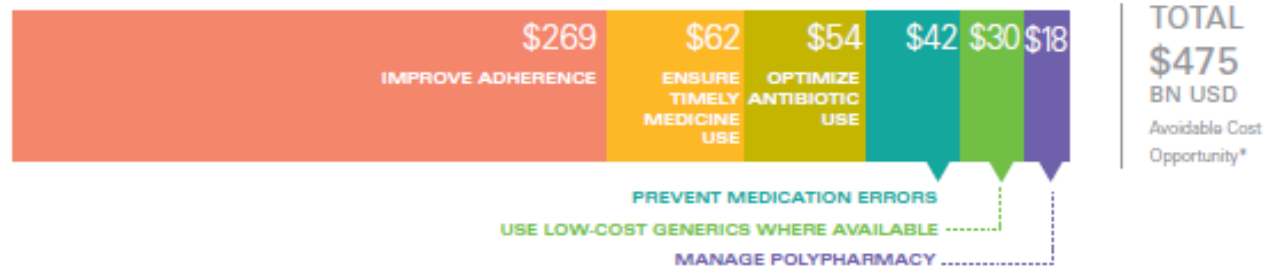 $269
IMPROVE ADHERENCE
$62
ENSURE
TIMELY
MEDICINE
USE
$54
OPTIMIZE
ANTIBIOTIC
USE
$42
$30
$18
PREVENT MEDICATION ERRORS
USE LOW-COST GENERICS WHERE AVAILABLE
MANAGE POLYPHARMACY
TOTAL
$475
BN USD
Avoidable Cost
Opportunity*